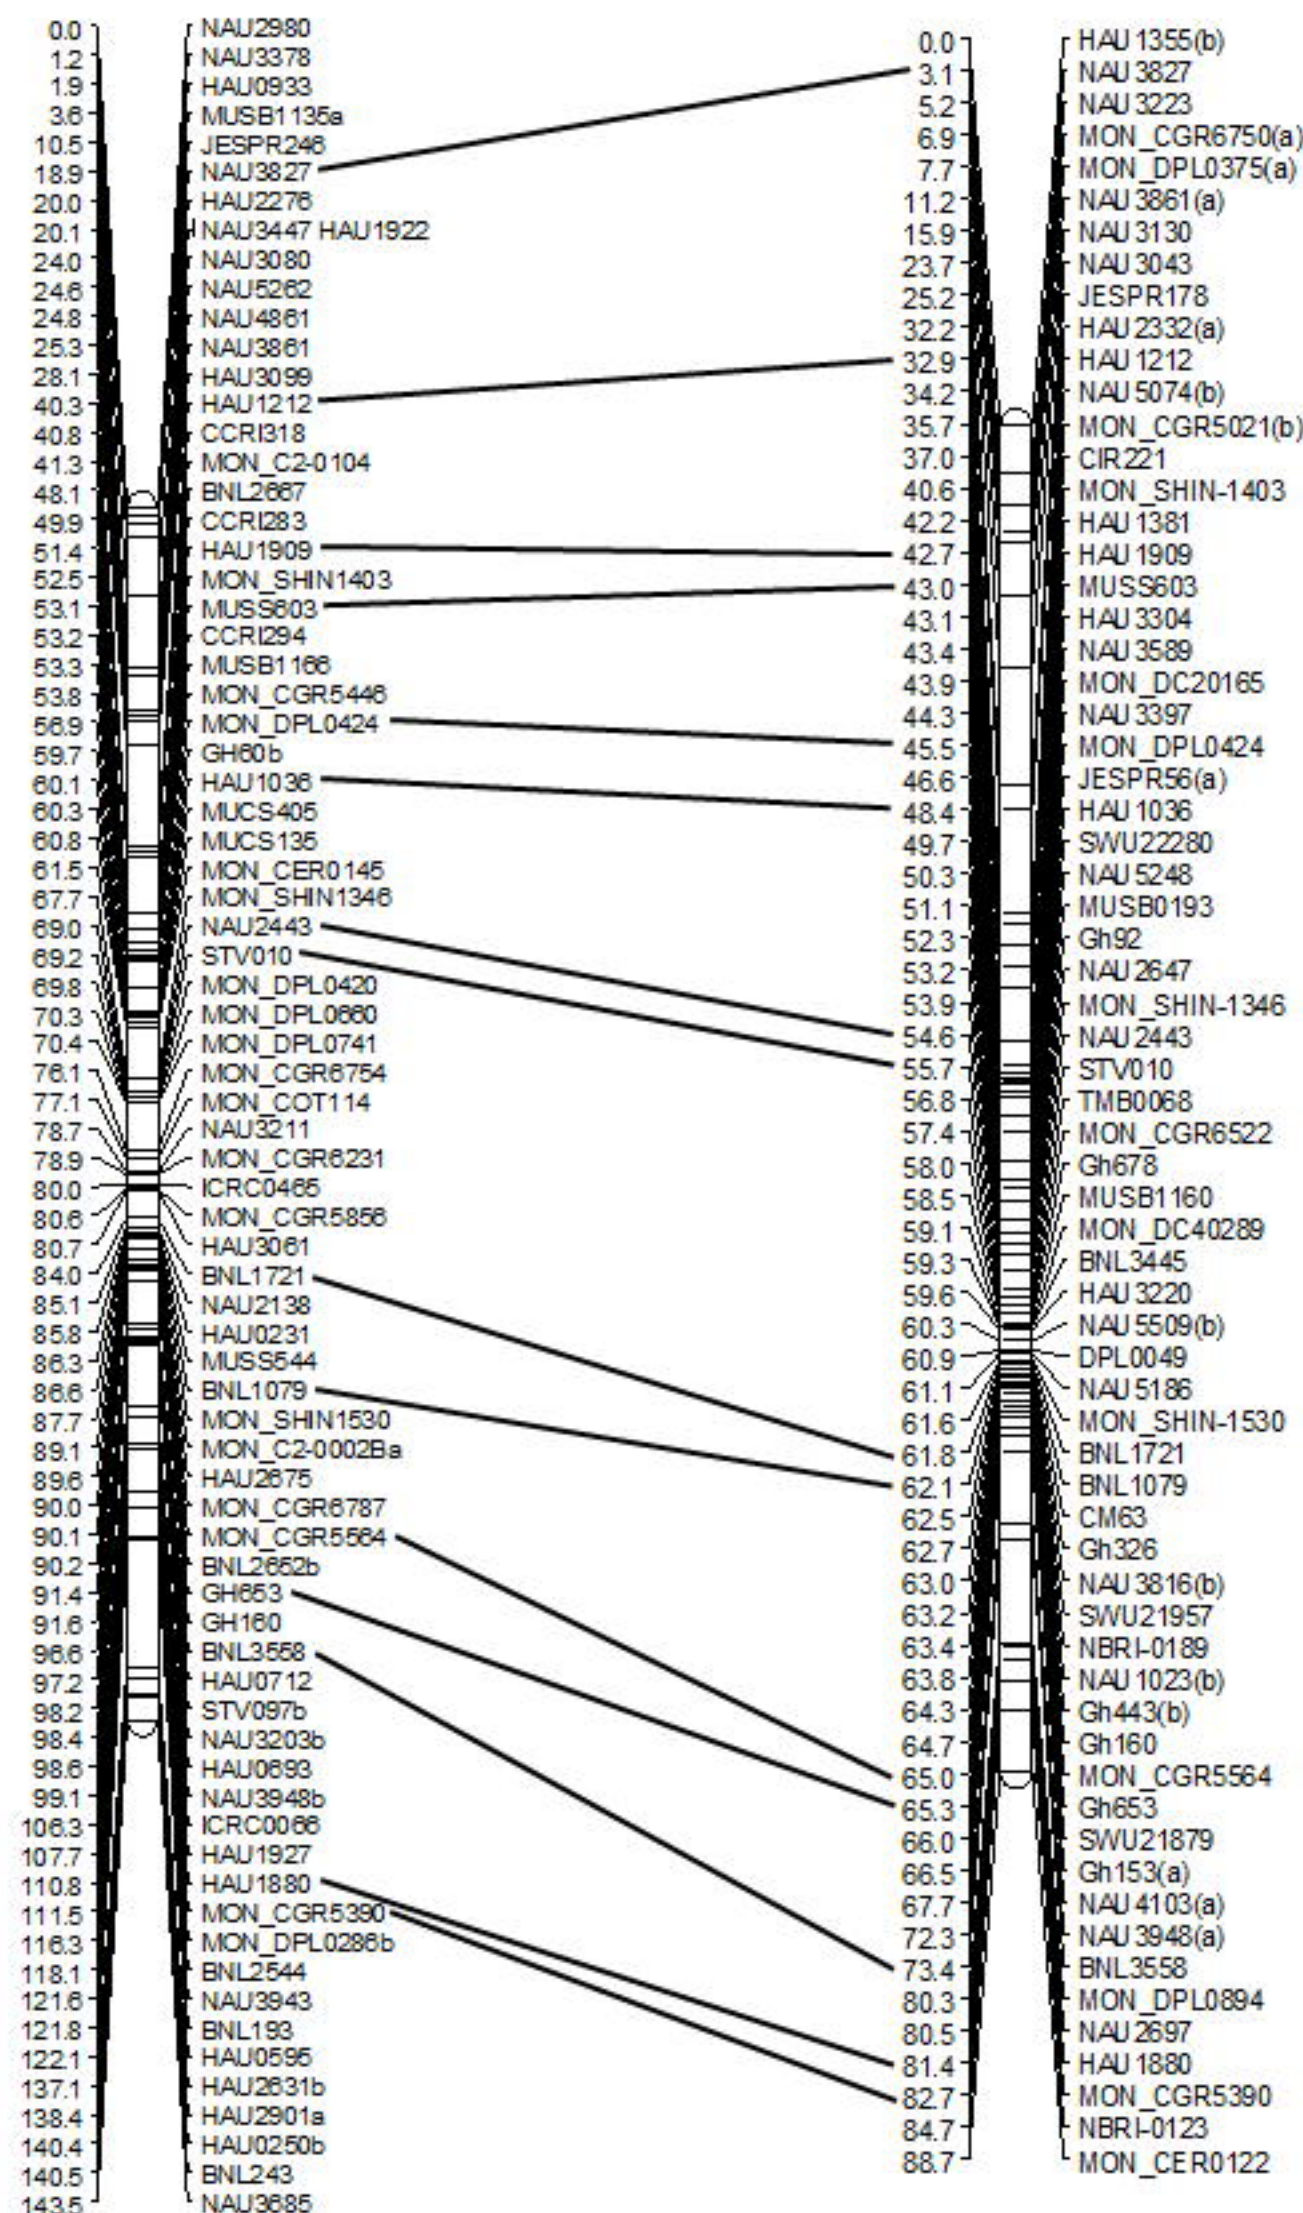 0.0 NAU2980
1.2 NAU3378
1.9 HAU0933
3.6 MUSB1135a
10.5 JESPR246
18.9 NAU3827
20.0 HAU2276
20.1 NAU3447 HAU1922
24.0 NAU3080
24.6 NAU5262
24.8 NAU4861
25.3 NAU3861
28.1 HAU3099
40.3 HAU1212
40.8 CCRI318
41.3 MON_C2-0104
48.1 BNL2667
49.9 CCRI283
51.4 HAU1909
52.5 MON_SHIN1403
53.1 MUSS603
53.2 CCRI294
53.3 MUSB1166
53.8 MON_CGR5446
56.9 MON_DPL0424
59.7 GH60b
60.1 HAU1036
60.3 MUCS405
60.8 MUCS135
61.5 MON_CER0145
67.7 MON_SHIN1346
69.0 NAU2443
69.2 STV010
69.8 MON_DPL0420
70.3 MON_DPL0660
70.4 MON_DPL0741
76.1 MON_CGR6754
77.1 MON_COT114
78.7 NAU3211
78.9 MON_CGR6231
80.0 ICRC0465
80.6 MON_CGR5856
80.7 HAU3061
84.0 BNL1721
85.1 NAU2138
85.8 HAU0231
86.3 MUSS544
86.6 BNL1079
87.7 MON_SHIN1530
89.1 MON_C2-0002Ba
89.6 HAU2675
90.0 MON_CGR6787
90.1 MON_CGR5564
90.2 BNL2652b
91.4 GH653
91.6 GH160
96.6 BNL3558
97.2 HAU0712
98.2 STV097b
98.4 NAU3203b
98.6 HAU0693
99.1 NAU3948b
106.3 ICRC0066
107.7 HAU1927
110.8 HAU1880
111.5 MON_CGR5390
116.3 MON_DPL0286b
118.1 BNL2544
121.6 NAU3943
121.8 BNL193
122.1 HAU0595
137.1 HAU2631b
138.4 HAU2901a
140.4 HAU0250b
140.5 BNL243
143.5 NAU3685
0.0 HAU1355(b)
3.1 NAU3827
5.2 NAU3223
6.9 MON_CGR6750(a)
7.7 MON_DPL0375(a)
11.2 NAU3861(a)
15.9 NAU3130
23.7 NAU3043
25.2 JESPR178
32.2 HAU2332(a)
32.9 HAU1212
34.2 NAU5074(b)
35.7 MON_CGR5021(b)
37.0 CIR221
40.6 MON_SHIN-1403
42.2 HAU1381
42.7 HAU1909
43.0 MUSS603
43.1 HAU3304
43.4 NAU3589
43.9 MON_DC20165
44.3 NAU3397
45.5 MON_DPL0424
46.6 JESPR56(a)
48.4 HAU1036
49.7 SWU22280
50.3 NAU5248
51.1 MUSB0193
52.3 Gh92
53.2 NAU2647
53.9 MON_SHIN-1346
54.6 NAU2443
55.7 STV010
56.8 TMB0068
57.4 MON_CGR6522
58.0 Gh678
58.5 MUSB1160
59.1 MON_DC40289
59.3 BNL3445
59.6 HAU3220
60.3 NAU5509(b)
60.9 DPL0049
61.1 NAU5186
61.6 MON_SHIN-1530
61.8 BNL1721
62.1 BNL1079
62.5 CM63
62.7 Gh326
63.0 NAU3816(b)
63.2 SWU21957
63.4 NBRI-0189
63.8 NAU1023(b)
64.3 Gh443(b)
64.7 Gh160
65.0 MON_CGR5564
65.3 Gh653
66.0 SWU21879
66.5 Gh153(a)
67.7 NAU4103(a)
72.3 NAU3948(a)
73.4 BNL3558
80.3 MON_DPL0894
80.5 NAU2697
81.4 HAU1880
82.7 MON_CGR5390
84.7 NBRI-0123
88.7 MON_CER0122